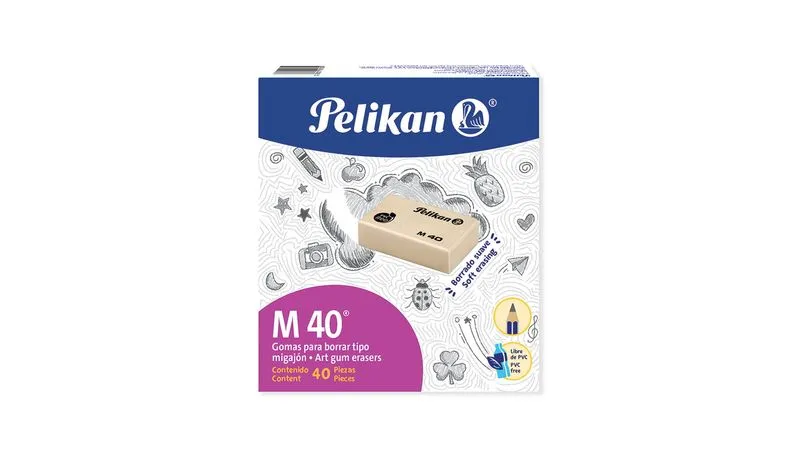 Pelikan ®
Pelikan
M 40
Borrado suave
Soft erasing
M 40®
Gomas para borrar tipo
migajón • Art gum erasers
Contenido 40 Piezas
Content Pieces
Libre
de PVC
PVC
free